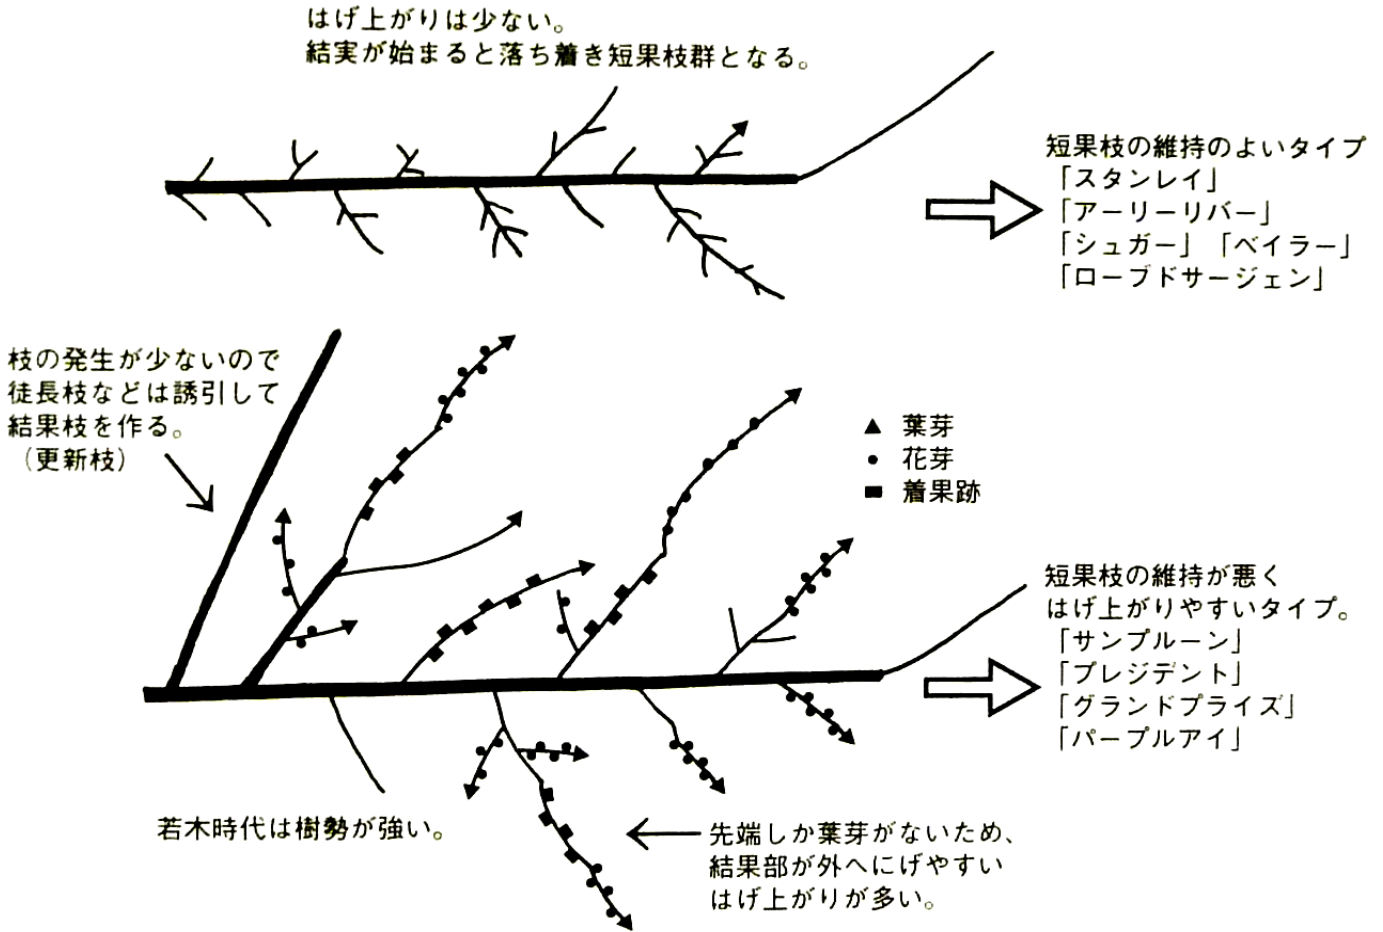 はげ上がりは少ない。
結実が始まると落ち着き短果枝群となる。
短果枝の維持のよいタイプ
「スタンレイ」
「アーリーリバー」
「シュガー」「ベイラー」
「ローブドサージェン」
枝の発生が少ないので
徒長枝などは誘引して
結果枝を作る。
（更新枝）
▲ 葉芽
● 花芽
■ 着果跡
短果枝の維持が悪く
はげ上がりやすいタイプ。
「サンプルーン」
「プレジデント」
「グランドプライズ」
「パープルアイ」
若木時代は樹勢が強い。
先端しか葉芽がないため、
結果部が外へにげやすい
はげ上がりが多い。